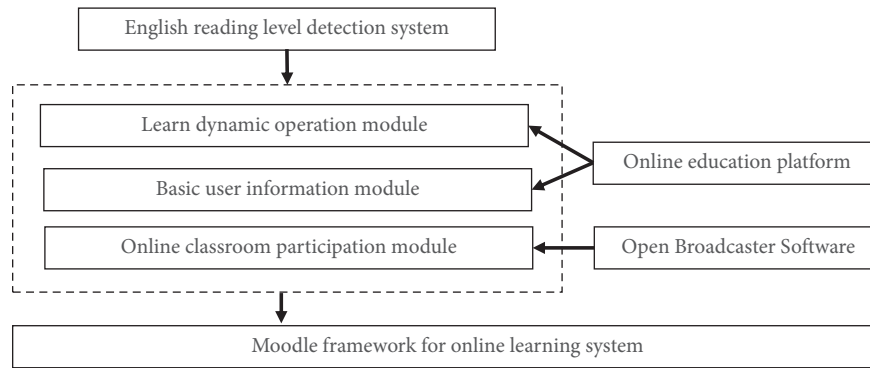 English reading level detection system
Learn dynamic operation module
Online education platform
Basic user information module
Online classroom participation module
Open Broadcaster Software
Moodle framework for online learning system